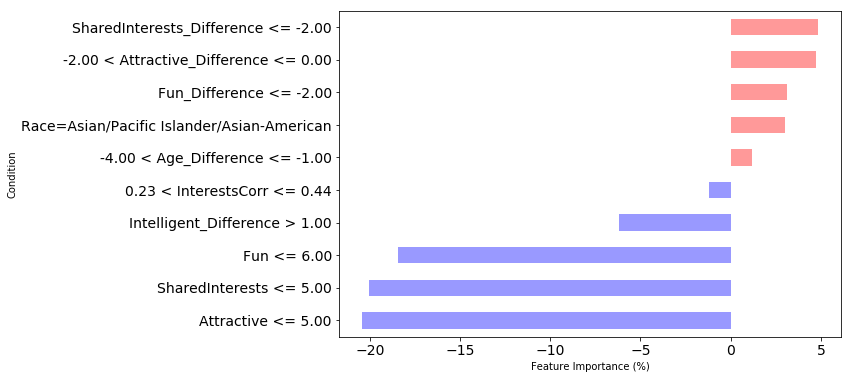 SharedInterests_Difference <= -2.00
-2.00 < Attractive_Difference <= 0.00
Fun_Difference <= -2.00
Race=Asian/Pacific Islander/Asian-American
-4.00 < Age_Difference <= -1.00
0.23 < InterestsCorr <= 0.44
Intelligent_Difference > 1.00
Fun <= 6.00
SharedInterests <= 5.00
Attractive <= 5.00
Condition
−20 −15 −10 −5 0 5
Feature Importance (%)